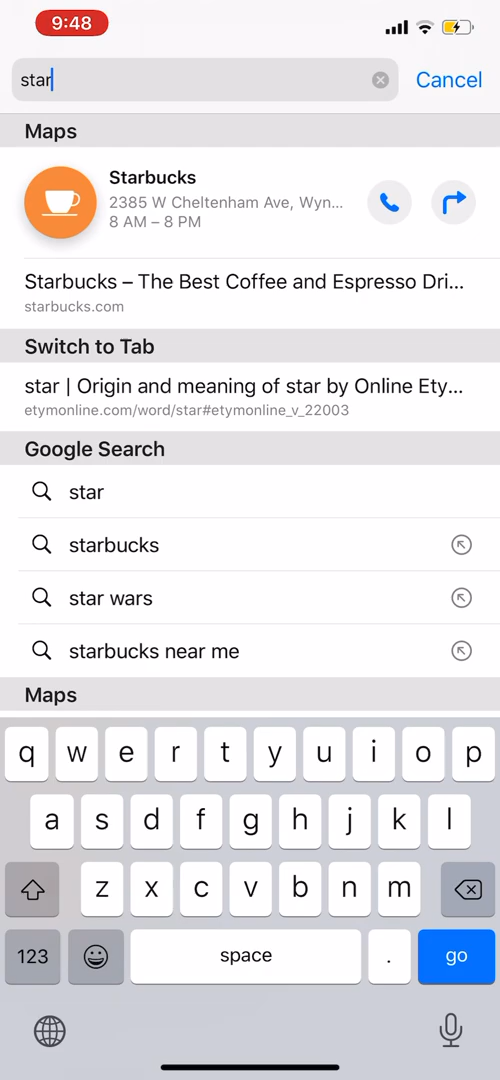 9:48
star
Cancel
Maps
Starbucks
2385 W Cheltenham Ave, Wyn...
8 AM – 8 PM
Starbucks – The Best Coffee and Espresso Dri...
starbucks.com
Switch to Tab
star | Origin and meaning of star by Online Ety...
etymonline.com/word/star#etymonline_v_22003
Google Search
star
starbucks
star wars
starbucks near me
Maps
q w e r t y u i o p
a s d f g h j k l
z x c v b n m
123 space . go